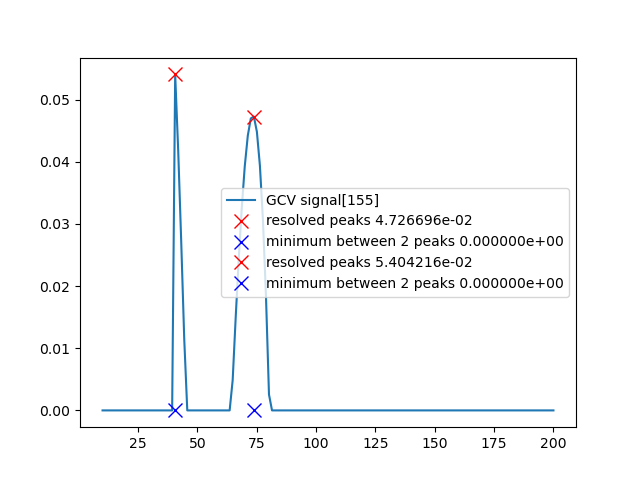 0.05
0.04
0.03
0.02
0.01
0.00
GCV signal[155]
resolved peaks 4.726696e-02
minimum between 2 peaks 0.000000e+00
resolved peaks 5.404216e-02
minimum between 2 peaks 0.000000e+00
25 50 75 100 125 150 175 200